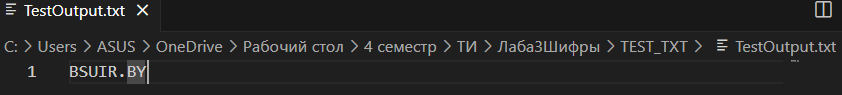 TestOutput.txt ×
C: > Users > ASUS > OneDrive > Рабочий стол > 4 семестр > ТИ > Лаба3Шифры > TEST_TXT > TestOutput.txt
1 BSUIR.BY